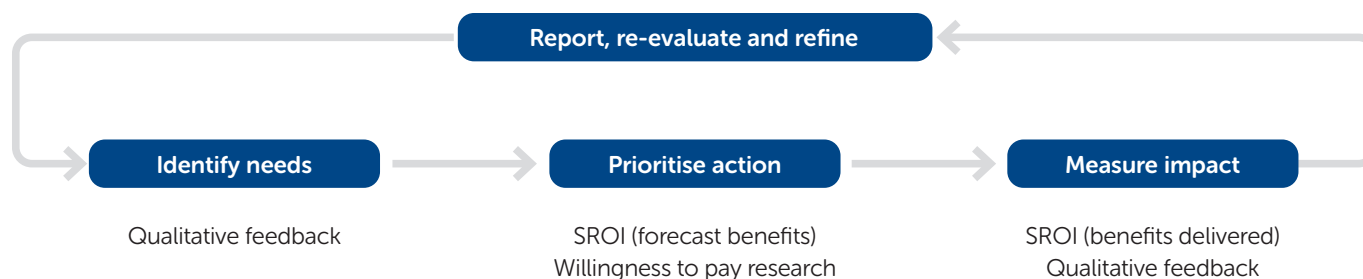 Report, re-evaluate and refine
Identify needs
Prioritise action
Measure impact
Qualitative feedback
SROI (forecast benefits)
Willingness to pay research
SROI (benefits delivered)
Qualitative feedback